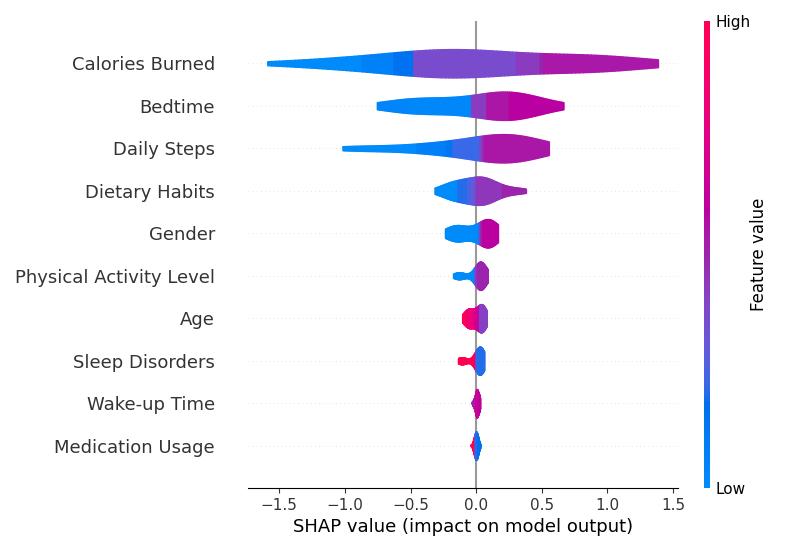 High
Calories Burned
Bedtime
Daily Steps
Dietary Habits
Gender
Physical Activity Level
Age
Sleep Disorders
Wake-up Time
Medication Usage
Feature value
Low
−1.5 −1.0 −0.5 0.0 0.5 1.0 1.5
SHAP value (impact on model output)